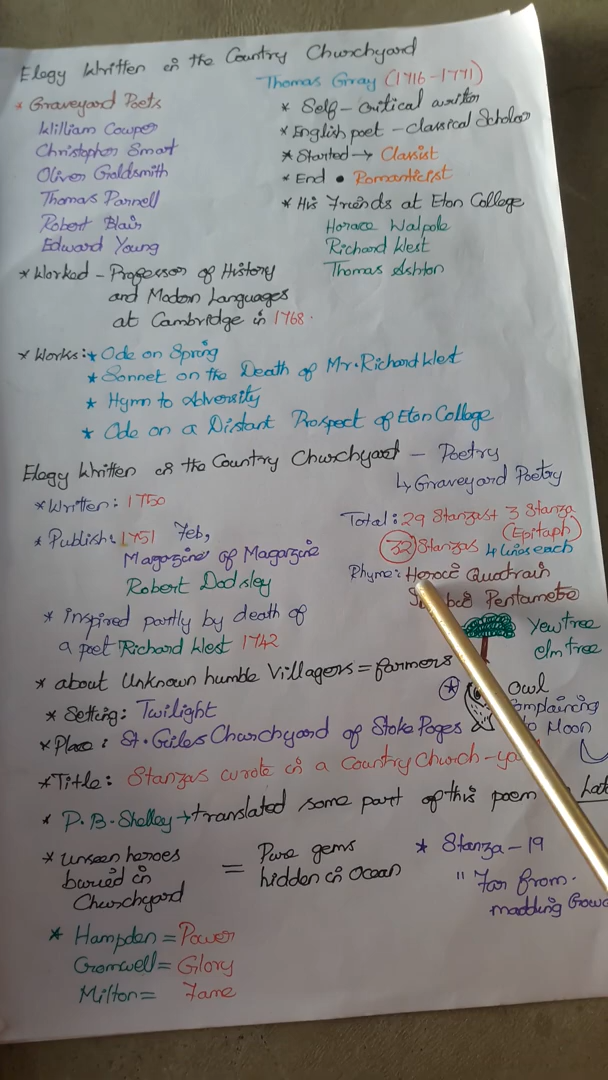 Elegy Written in the Country Churchyard
Thomas Gray (1716-1771)
* Graveyard Poets
William Cowper
Christopher Smart
Oliver Goldsmith
Thomas Parnell
Robert Blair
Edward Young
* Self-Critical writer
* English poet - Classical Scholar
* Started → Classist
* End • Romanticist
* His Friends at Eton College
Horace Walpole
Richard West
Thomas Ashton
* Worked - Professor of History
and Modern Languages
at Cambridge in 1768.
* Works: * Ode on Spring
* Sonnet on the Death of Mr. Richard West
* Hymn to Adversity
* Ode on a Distant Prospect of Eton College
Elegy Written in the Country Churchyard - Poetry
↳ Graveyard Poetry
* Written: 1750
* Publish: 1751 Feb,
Magazine of Magazine
Robert Dodsley
Total: 29 Stanzas + 3 Stanza
(Epitaph)
32 Stanzas 4 lines each
Rhyme: Quatrain
Pentametre
* Inspired partly by death of
a poet Richard West 1742
Yew tree
elm tree
* about Unknown humble Villagers = farmers
* Owl
complaining
to Moon
* Setting: Twilight
* Place: St. Giles Churchyard of Stoke Poges
* Title: Stanzas wrote in a Country Church-ya
* P.B. Shelley → translated some part of this poem
* Unseen heroes
buried in
Churchyard
= Pure gems
hidden in Ocean
* Stanza - 19
"Far from.
madding Crowd
* Hampden = Power
Cromwell = Glory
Milton = Fame